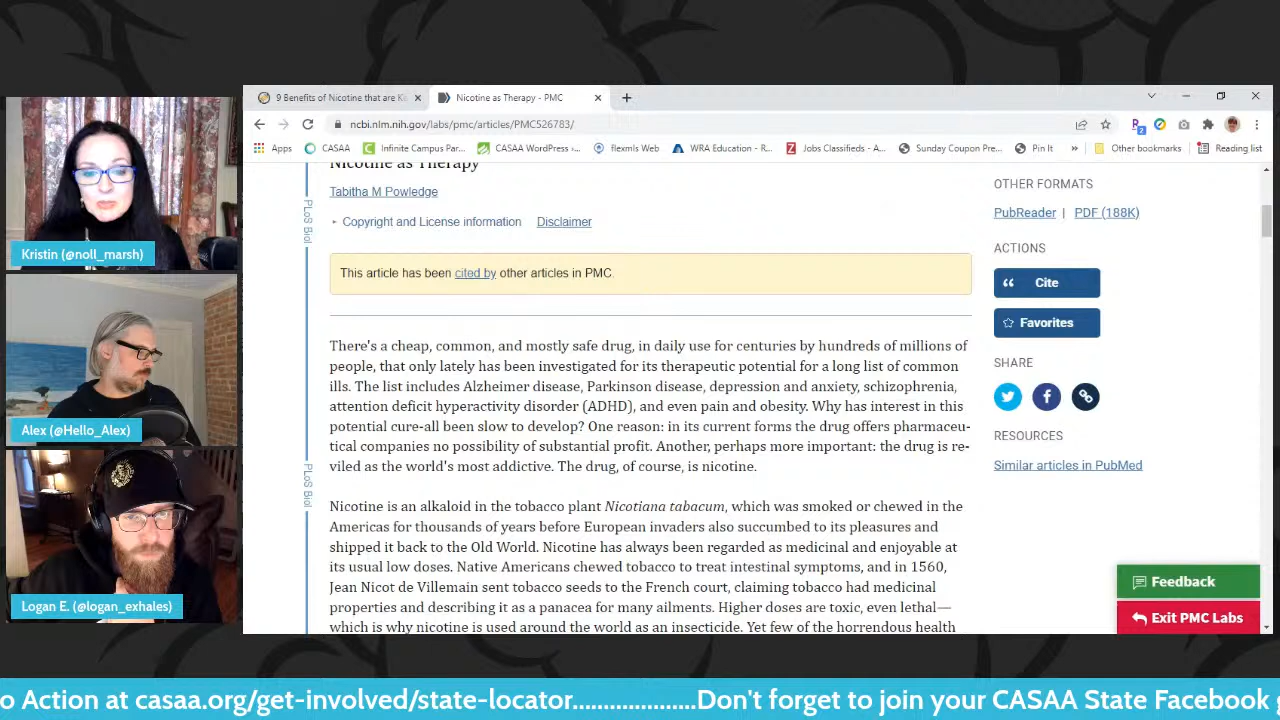 Kristin (@noll_marsh)
Alex (@Hello_Alex)
Logan E. (@logan_exhales)
9 Benefits of Nicotine that are K
Nicotine as Therapy - PMC
ncbi.nlm.nih.gov/labs/pmc/articles/PMC526783/
Apps CASAA Infinite Campus Par... CASAA WordPress ›... flexmls Web WRA Education - R... Jobs Classifieds - A... Sunday Coupon Pre... Pin It » Other bookmarks Reading list
Nicotine as Therapy
Tabitha M Powledge
Copyright and License information Disclaimer
This article has been cited by other articles in PMC.
There's a cheap, common, and mostly safe drug, in daily use for centuries by hundreds of millions of
people, that only lately has been investigated for its therapeutic potential for a long list of common
ills. The list includes Alzheimer disease, Parkinson disease, depression and anxiety, schizophrenia,
attention deficit hyperactivity disorder (ADHD), and even pain and obesity. Why has interest in this
potential cure-all been slow to develop? One reason: in its current forms the drug offers pharmaceu-
tical companies no possibility of substantial profit. Another, perhaps more important: the drug is re-
viled as the world's most addictive. The drug, of course, is nicotine.
Nicotine is an alkaloid in the tobacco plant Nicotiana tabacum, which was smoked or chewed in the
Americas for thousands of years before European invaders also succumbed to its pleasures and
shipped it back to the Old World. Nicotine has always been regarded as medicinal and enjoyable at
its usual low doses. Native Americans chewed tobacco to treat intestinal symptoms, and in 1560,
Jean Nicot de Villemain sent tobacco seeds to the French court, claiming tobacco had medicinal
properties and describing it as a panacea for many ailments. Higher doses are toxic, even lethal—
which is why nicotine is used around the world as an insecticide. Yet few of the horrendous health
PLoS Biol
PLoS Biol
OTHER FORMATS
PubReader | PDF (188K)
ACTIONS
Cite
Favorites
SHARE
RESOURCES
Similar articles in PubMed
Feedback
Exit PMC Labs
o Action at casaa.org/get-involved/state-locator.....................Don't forget to join your CASAA State Facebook